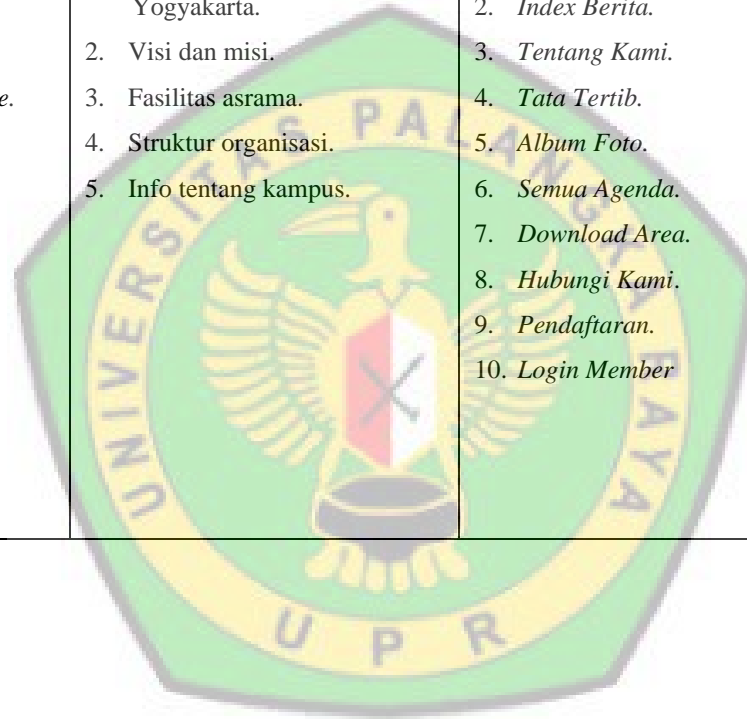 e.
Yogyakarta.
2. Visi dan misi.
3. Fasilitas asrama.
4. Struktur organisasi.
5. Info tentang kampus.
2. Index Berita.
3. Tentang Kami.
4. Tata Tertib.
5. Album Foto.
6. Semua Agenda.
7. Download Area.
8. Hubungi Kami.
9. Pendaftaran.
10. Login Member
UNIVERSITAS PALANGKA RAYA
UPR